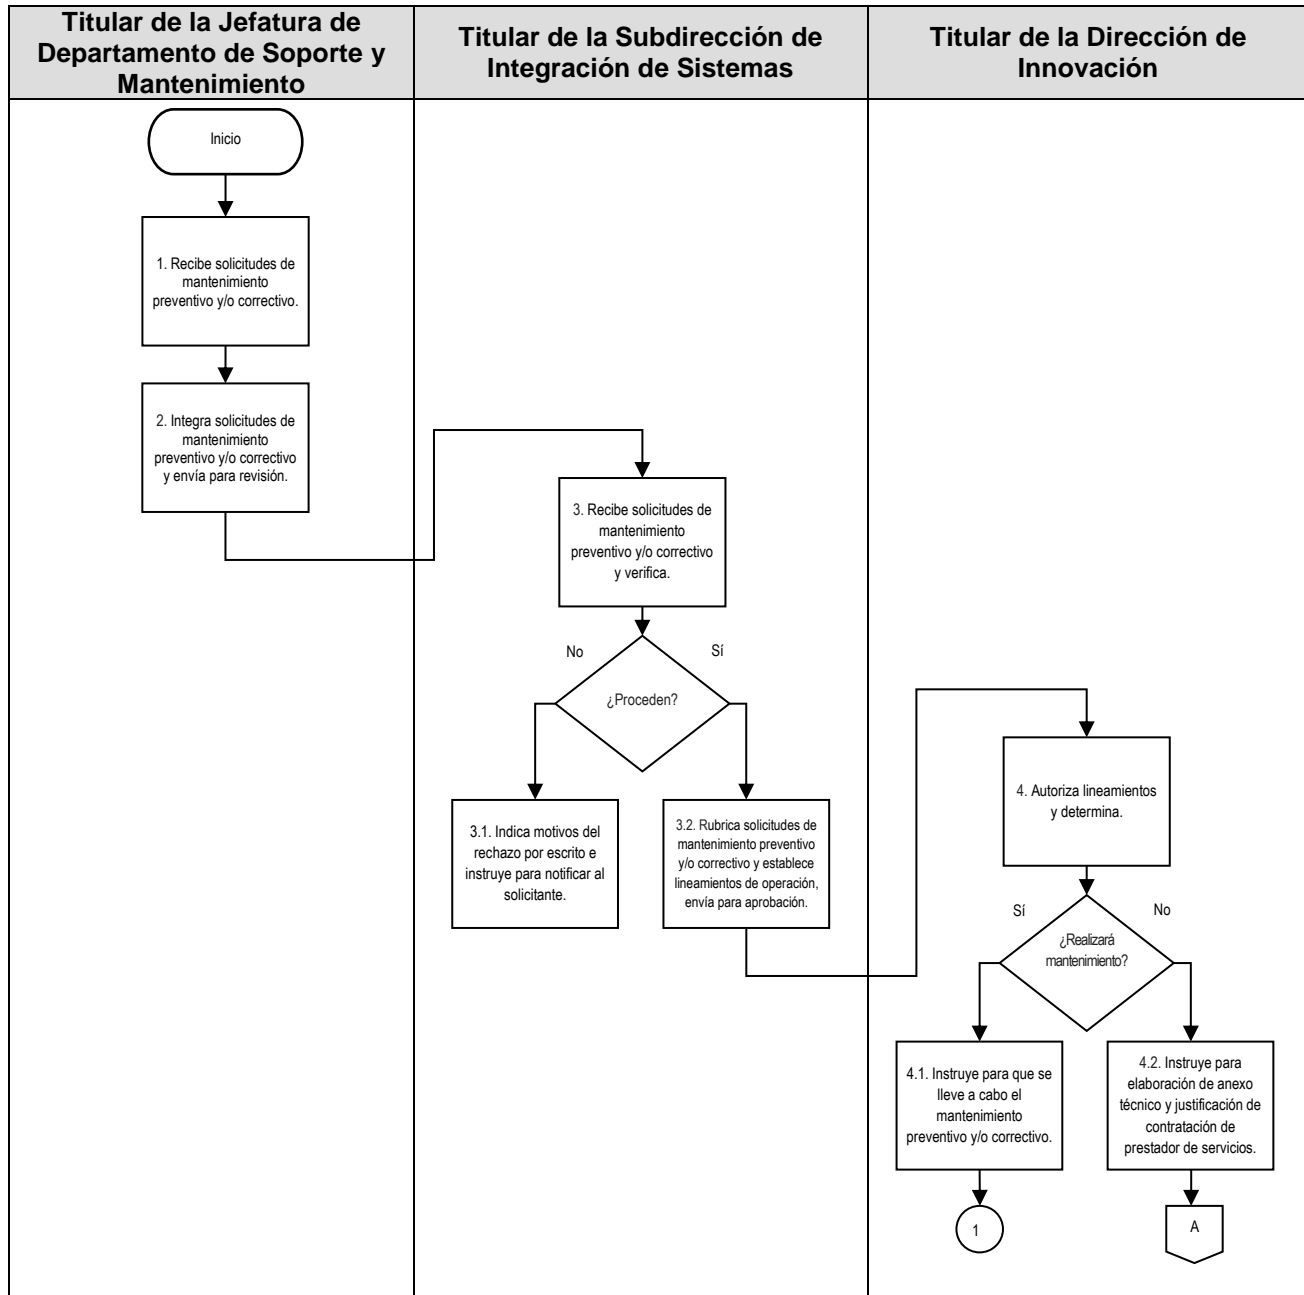 Titular de la Jefatura de
Departamento de Soporte y
Mantenimiento
Titular de la Subdirección de
Integración de Sistemas
Titular de la Dirección de
Innovación
Inicio
1. Recibe solicitudes de
mantenimiento
preventivo y/o correctivo.
2. Integra solicitudes de
mantenimiento
preventivo y/o correctivo
y envía para revisión.
3. Recibe solicitudes de
mantenimiento
preventivo y/o correctivo
y verifica.
No
Sí
¿Proceden?
3.1. Indica motivos del
rechazo por escrito e
instruye para notificar al
solicitante.
3.2. Rubrica solicitudes de
mantenimiento preventivo
y/o correctivo y establece
lineamientos de operación,
envía para aprobación.
4. Autoriza lineamientos
y determina.
Sí
No
¿Realizará
mantenimiento?
4.1. Instruye para que se
lleve a cabo el
mantenimiento
preventivo y/o correctivo.
4.2. Instruye para
elaboración de anexo
técnico y justificación de
contratación de
prestador de servicios.
1
A